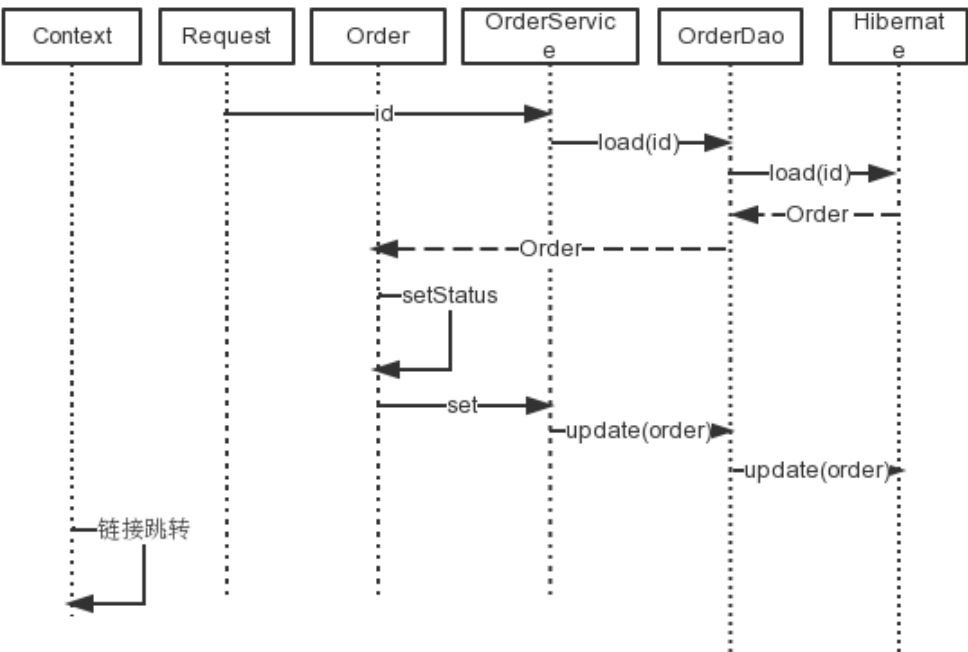 Context
Request
Order
OrderServic
e
OrderDao
Hibernat
e
id
load(id)
load(id)
Order
Order
setStatus
set
update(order)
update(order)
链接跳转